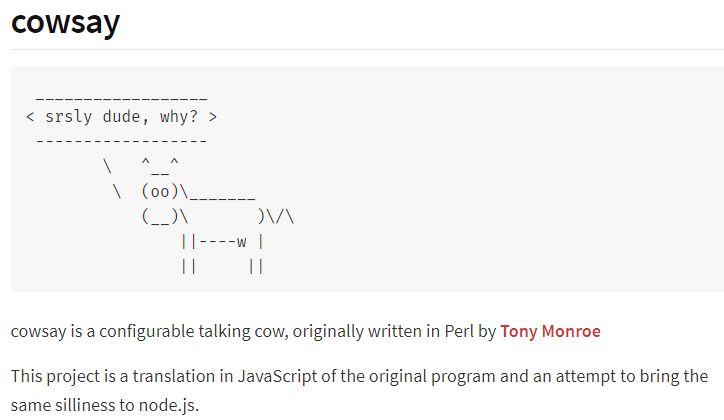 cowsay
 __________________
< srsly dude, why? >
 ------------------
        \   ^__^
         \  (oo)\_______
            (__)\       )\/\
                ||----w |
                ||     ||
cowsay is a configurable talking cow, originally written in Perl by Tony Monroe
This project is a translation in JavaScript of the original program and an attempt to bring the
same silliness to node.js.